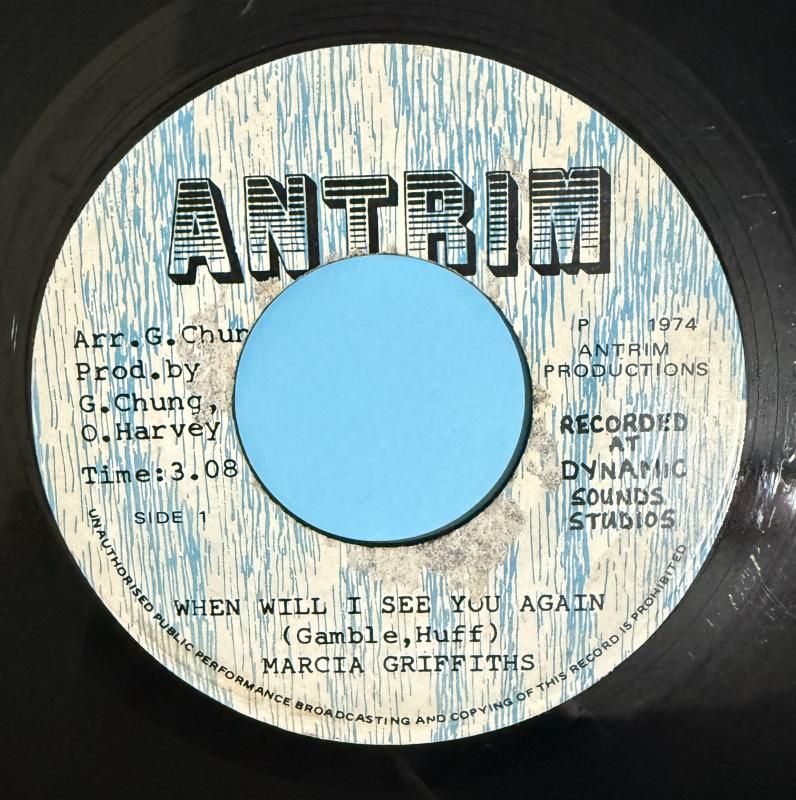 ANTRIM
Arr.G.Chun
Prod.by
G.Chung,
O.Harvey
Time:3.08
SIDE 1
P 1974
ANTRIM
PRODUCTIONS
RECORDED
AT
DYNAMIC
SOUNDS
STUDIOS
WHEN WILL I SEE YOU AGAIN
(Gamble,Huff)
MARCIA GRIFFITHS
UNAUTHORISED PUBLIC PERFORMANCE BROADCASTING AND COPYING OF THIS RECORD IS PROHIBITED